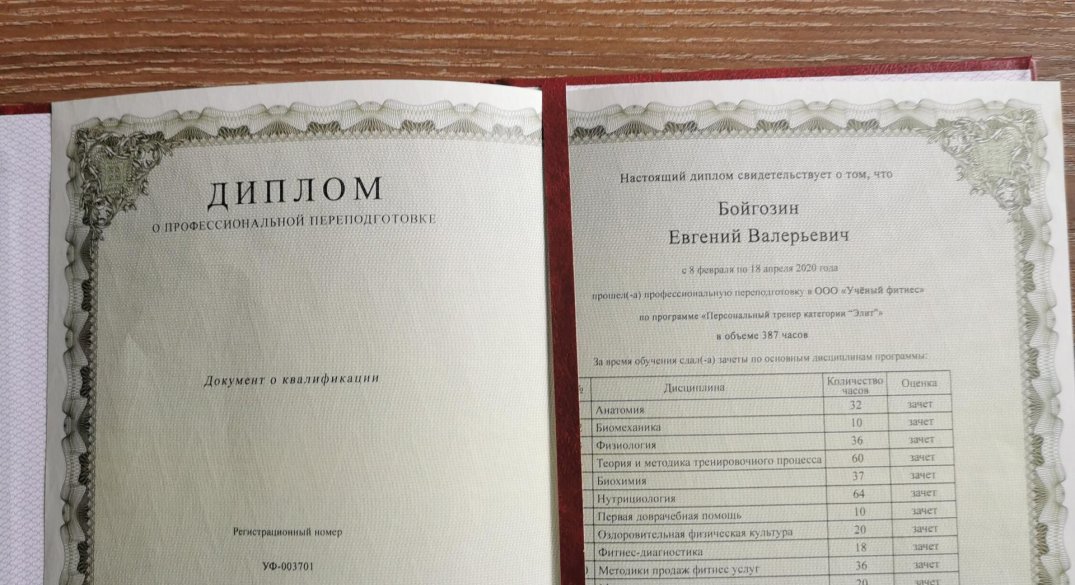 ДИПЛОМ
О ПРОФЕССИОНАЛЬНОЙ ПЕРЕПОДГОТОВКЕ
Документ о квалификации
Регистрационный номер
УФ-003701
Настоящий диплом свидетельствует о том, что
Бойгозин
Евгений Валерьевич
с 8 февраля по 18 апреля 2020 года
прошел(-а) профессиональную переподготовку в ООО «Учёный фитнес»
по программе «Персональный тренер категории "Элит"»
в объеме 387 часов
За время обучения сдал(-а) зачеты по основным дисциплинам программы:
Дисциплина Количество часов Оценка
Анатомия 32 зачет
Биомеханика 10 зачет
Физиология 36 зачет
Теория и методика тренировочного процесса 60 зачет
Биохимия 37 зачет
Нутрициология 64 зачет
Первая доврачебная помощь 10 зачет
Оздоровительная физическая культура 20 зачет
Фитнес-диагностика 18 зачет
Методики продаж фитнес услуг 36 зачет
20 зачет